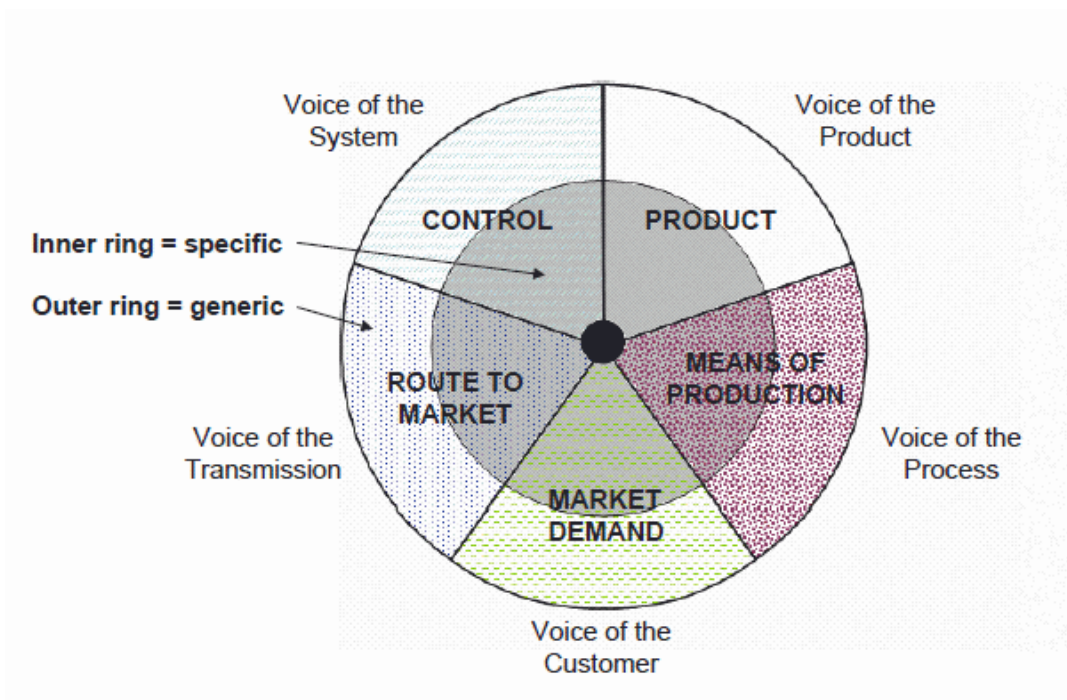 Voice of the
System
Voice of the
Product
CONTROL
PRODUCT
Inner ring = specific
Outer ring = generic
MEANS OF
PRODUCTION
ROUTE TO
MARKET
Voice of the
Transmission
Voice of the
Process
MARKET
DEMAND
Voice of the
Customer